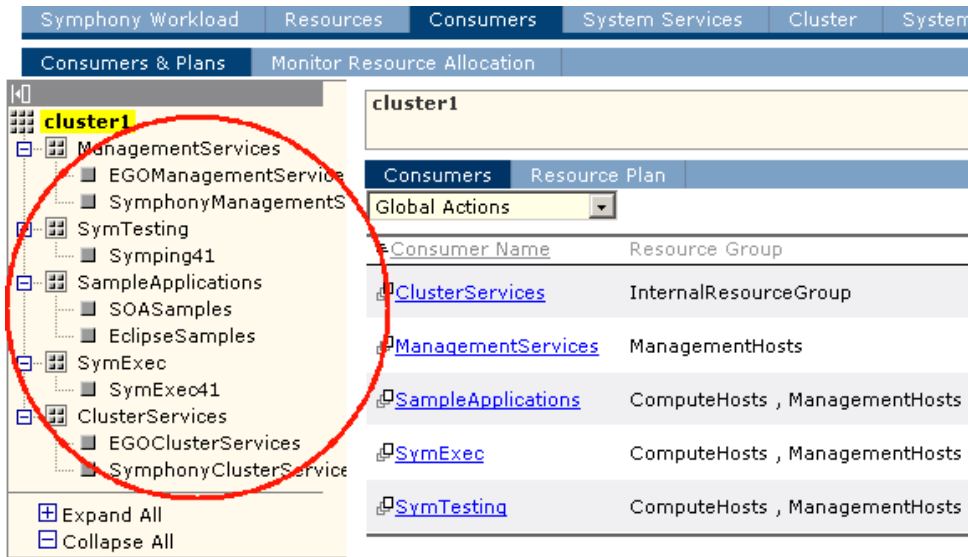 Symphony Workload Resources Consumers System Services Cluster System
Consumers & Plans Monitor Resource Allocation
cluster1
ManagementServices
EGOManagementService
SymphonyManagementS
SymTesting
Symping41
SampleApplications
SOASamples
EclipseSamples
SymExec
SymExec41
ClusterServices
EGOClusterServices
SymphonyClusterService
Expand All
Collapse All
cluster1
Consumers Resource Plan
Global Actions
Consumer Name Resource Group
ClusterServices InternalResourceGroup
ManagementServices ManagementHosts
SampleApplications ComputeHosts , ManagementHosts
SymExec ComputeHosts , ManagementHosts
SymTesting ComputeHosts , ManagementHosts